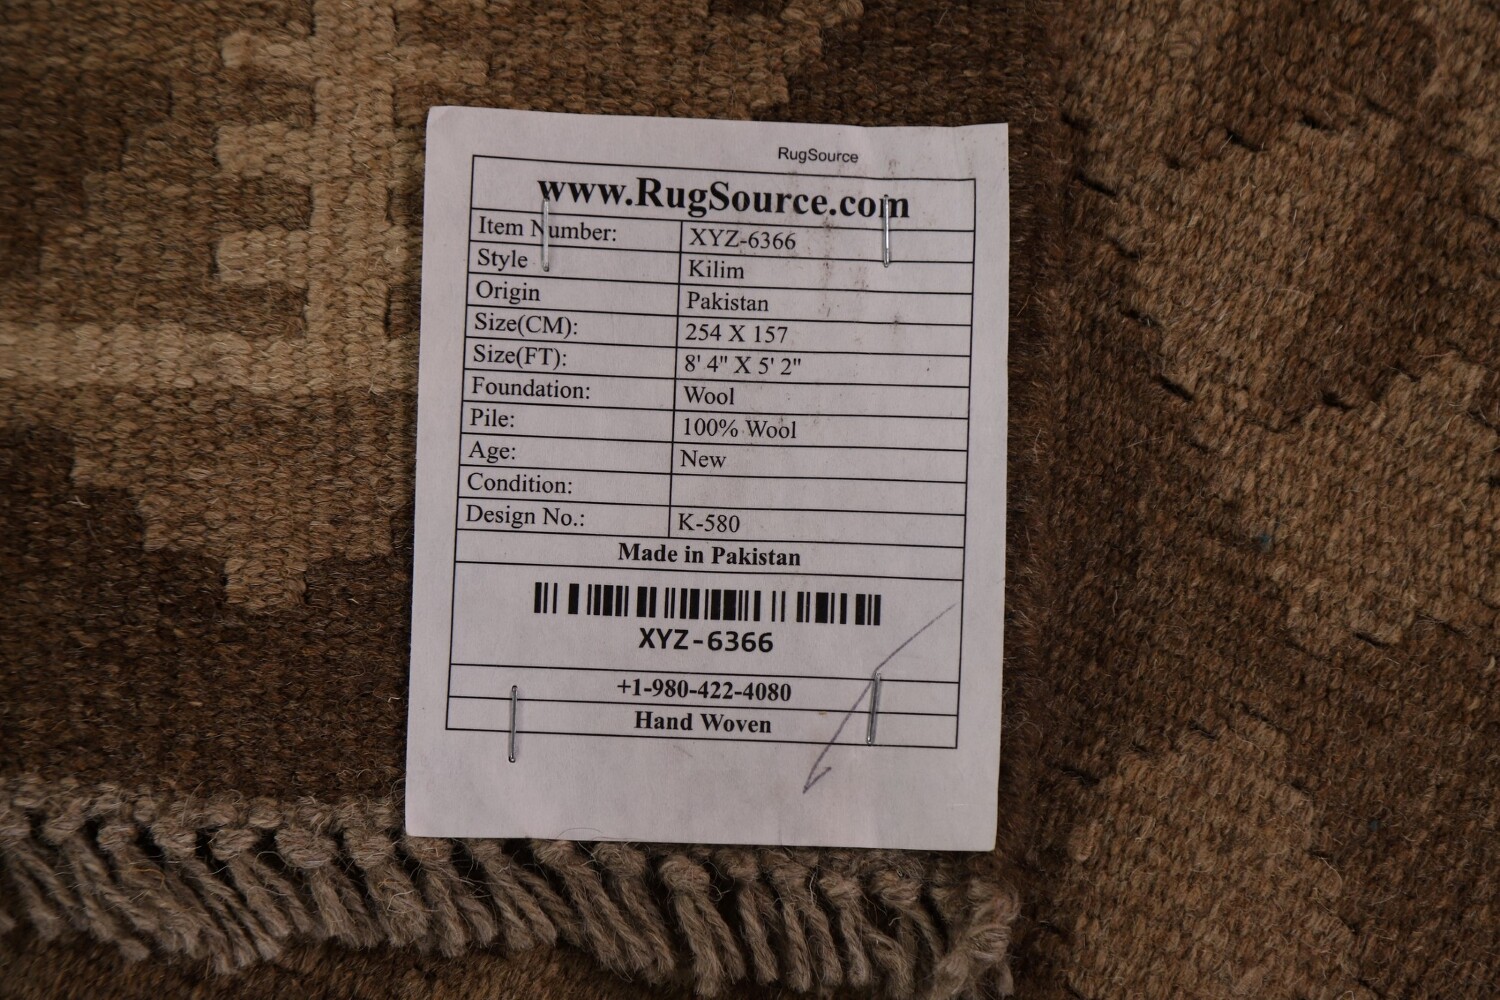 RugSource
www.RugSource.com
Item Number: XYZ-6366
Style Kilim
Origin Pakistan
Size(CM): 254 X 157
Size(FT): 8' 4" X 5' 2"
Foundation: Wool
Pile: 100% Wool
Age: New
Condition:
Design No.: K-580
Made in Pakistan
XYZ-6366
+1-980-422-4080
Hand Woven